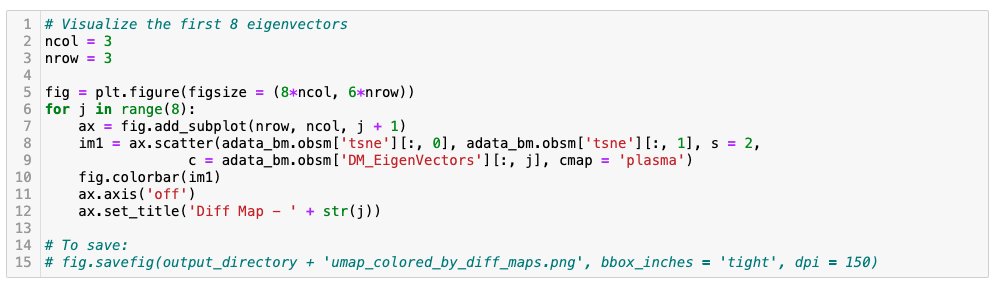 1 # Visualize the first 8 eigenvectors
2 ncol = 3
3 nrow = 3
4
5 fig = plt.figure(figsize = (8*ncol, 6*nrow))
6 for j in range(8):
7     ax = fig.add_subplot(nrow, ncol, j + 1)
8     im1 = ax.scatter(adata_bm.obsm['tsne'][:, 0], adata_bm.obsm['tsne'][:, 1], s = 2,
9                  c = adata_bm.obsm['DM_EigenVectors'][:, j], cmap = 'plasma')
10     fig.colorbar(im1)
11     ax.axis('off')
12     ax.set_title('Diff Map - ' + str(j))
13
14 # To save:
15 # fig.savefig(output_directory + 'umap_colored_by_diff_maps.png', bbox_inches = 'tight', dpi = 150)